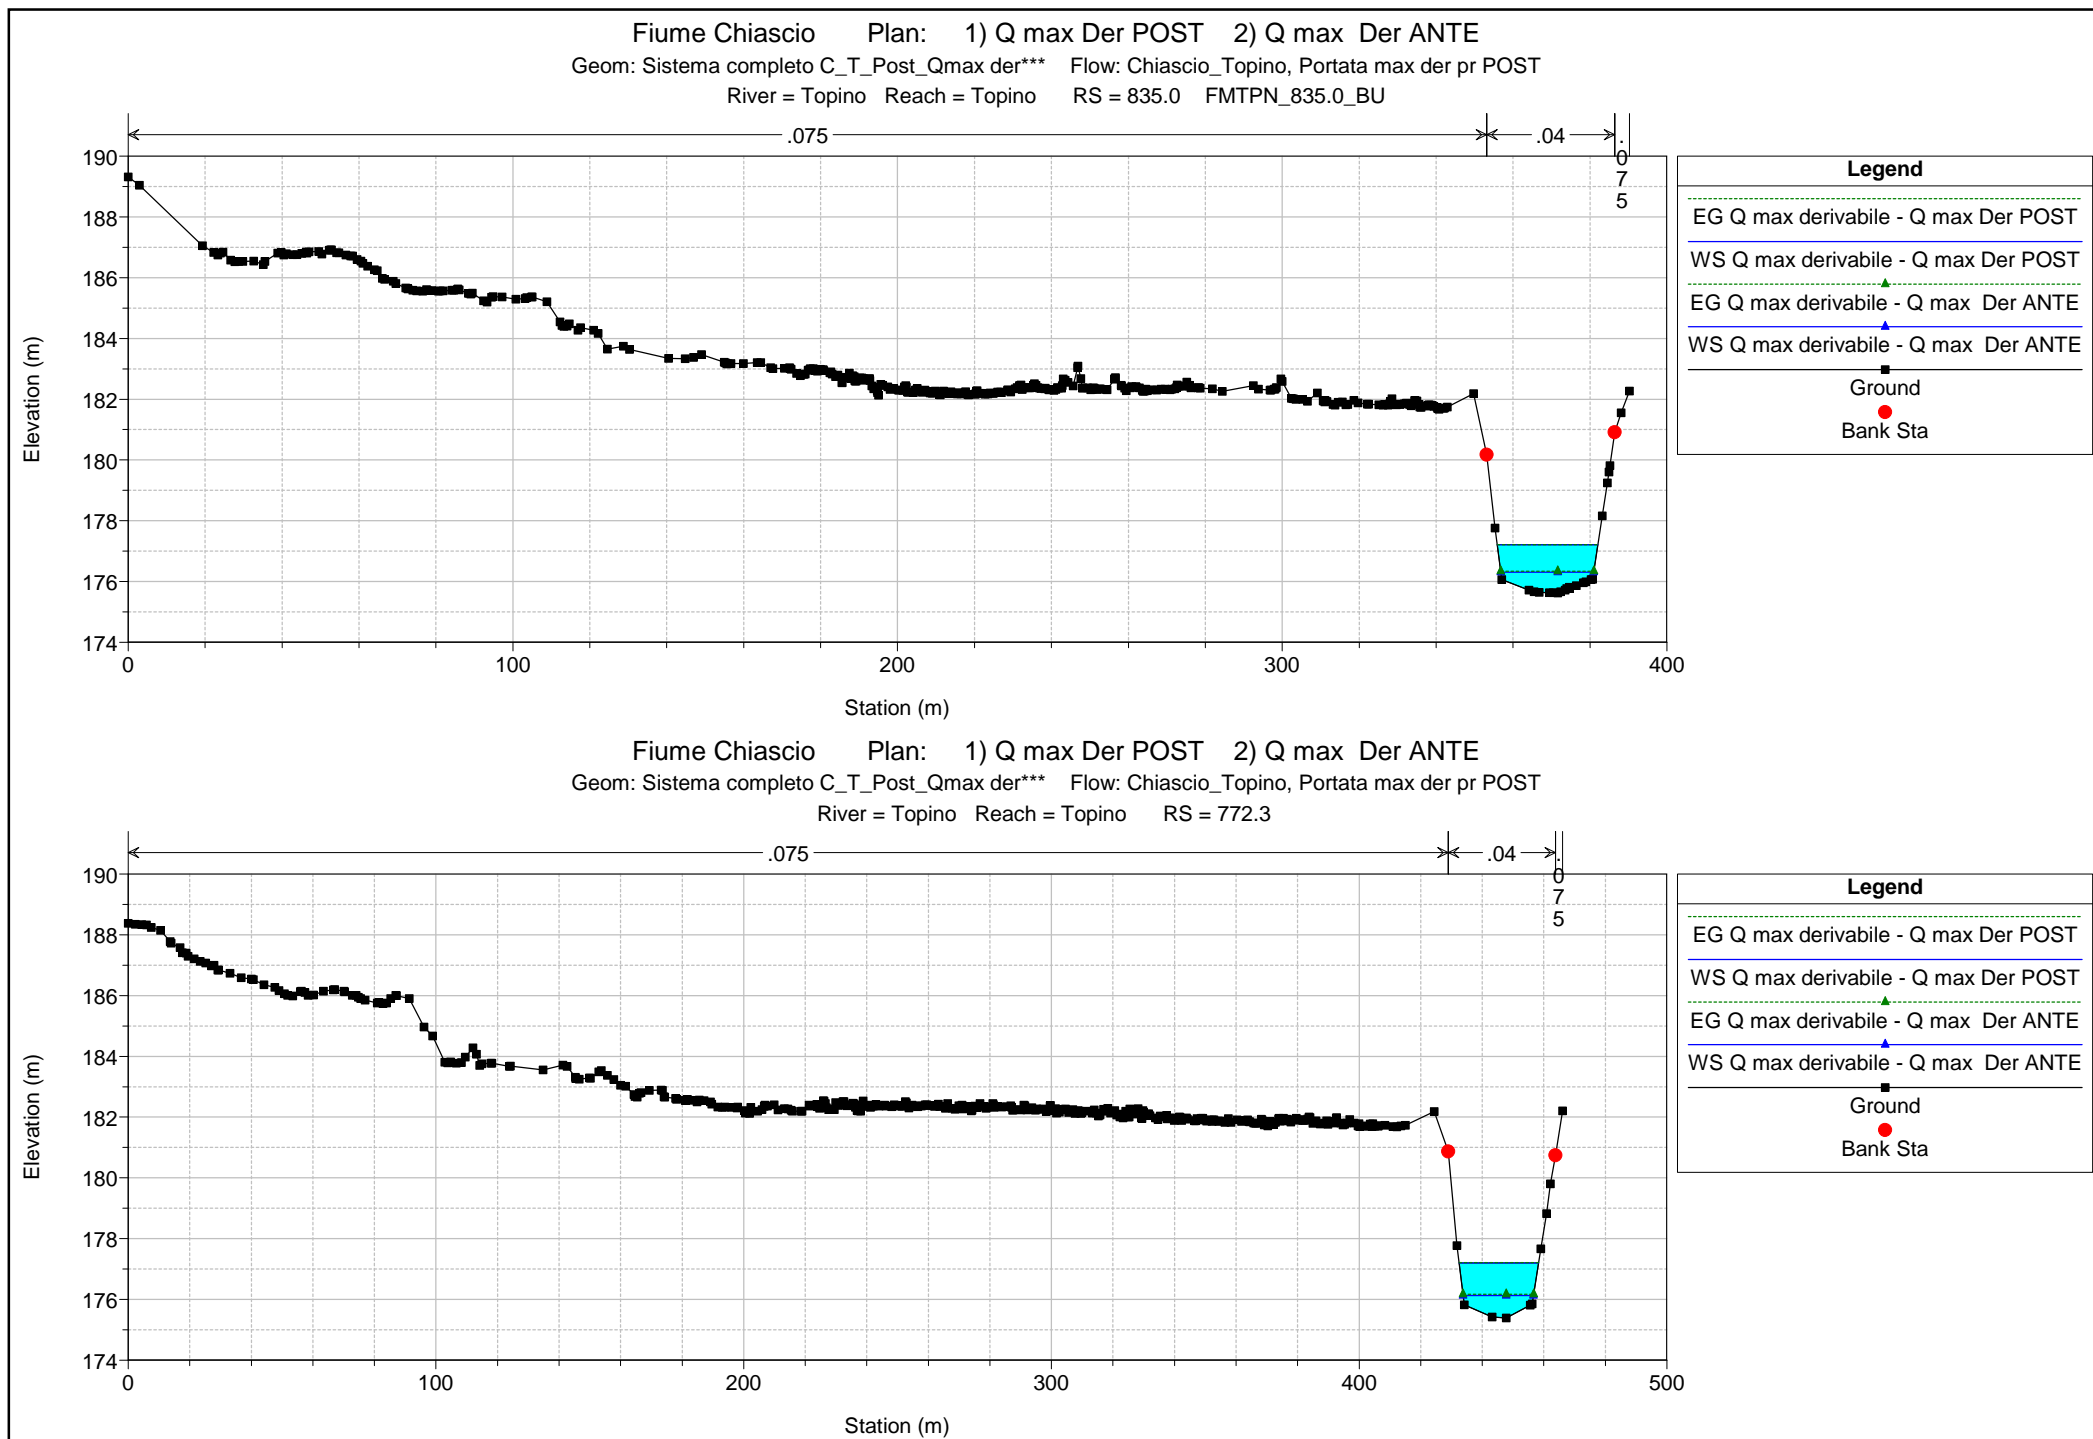 Fiume Chiascio Plan: 1) Q max Der POST 2) Q max Der ANTE
Geom: Sistema completo C_T_Post_Qmax der*** Flow: Chiascio_Topino, Portata max der pr POST
River = Topino Reach = Topino RS = 835.0 FMTPN_835.0_BU
.075
.04
.075
190
188
186
184
182
180
178
176
174
Elevation (m)
0 100 200 300 400
Station (m)
Legend
EG Q max derivabile - Q max Der POST
WS Q max derivabile - Q max Der POST
EG Q max derivabile - Q max Der ANTE
WS Q max derivabile - Q max Der ANTE
Ground
Bank Sta
Fiume Chiascio Plan: 1) Q max Der POST 2) Q max Der ANTE
Geom: Sistema completo C_T_Post_Qmax der*** Flow: Chiascio_Topino, Portata max der pr POST
River = Topino Reach = Topino RS = 772.3
.075
.04
.075
190
188
186
184
182
180
178
176
174
Elevation (m)
0 100 200 300 400 500
Station (m)
Legend
EG Q max derivabile - Q max Der POST
WS Q max derivabile - Q max Der POST
EG Q max derivabile - Q max Der ANTE
WS Q max derivabile - Q max Der ANTE
Ground
Bank Sta